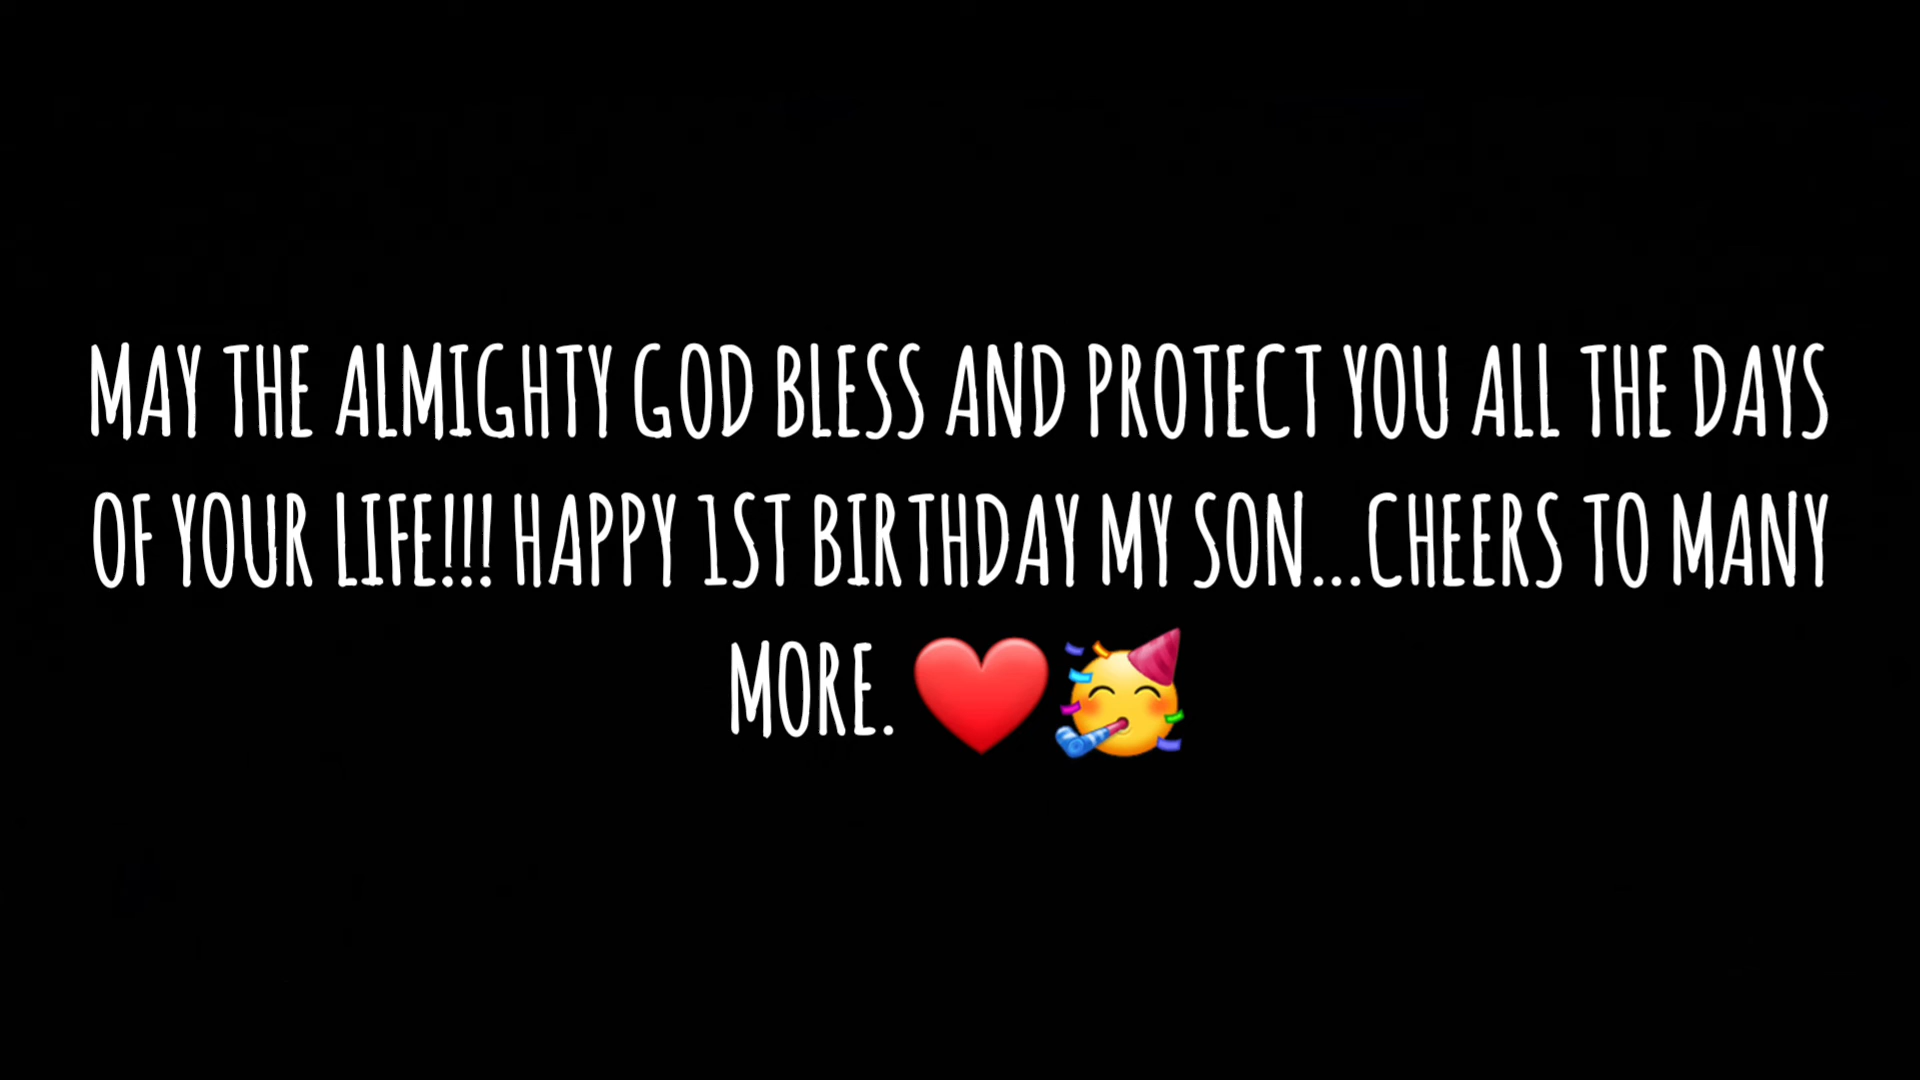 MAY THE ALMIGHTY GOD BLESS AND PROTECT YOU ALL THE DAYS
OF YOUR LIFE!!! HAPPY 1ST BIRTHDAY MY SON...CHEERS TO MANY
MORE. ❤️🥳